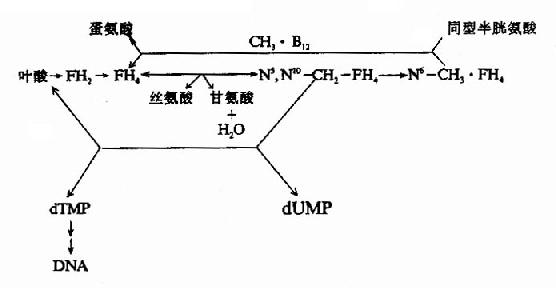 蛋氨酸 CH₃·B₁₂ 同型半胱氨酸
叶酸→FH₂→FH₄ N⁵,N¹⁰—CH₂—FH₄→N⁶—CH₃·FH₄
丝氨酸 甘氨酸
+
H₂O
dTMP dUMP
DNA